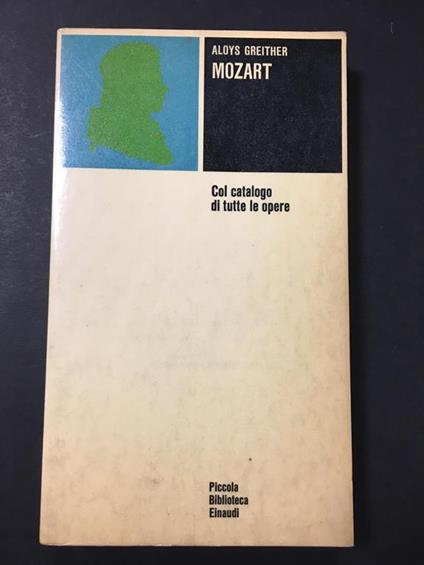 ALOYS GREITHER
MOZART
Col catalogo
di tutte le opere
Piccola
Biblioteca
Einaudi